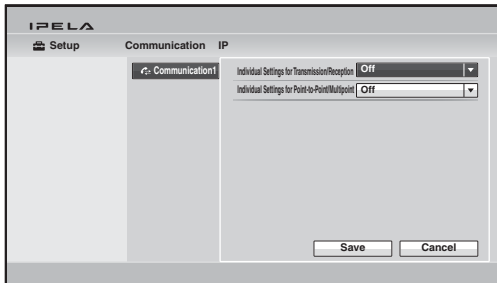 IPELA
Setup Communication IP
Communication1
Individual Settings for Transmission/Reception Off
Individual Settings for Point-to-Point/Multipoint Off
Save Cancel